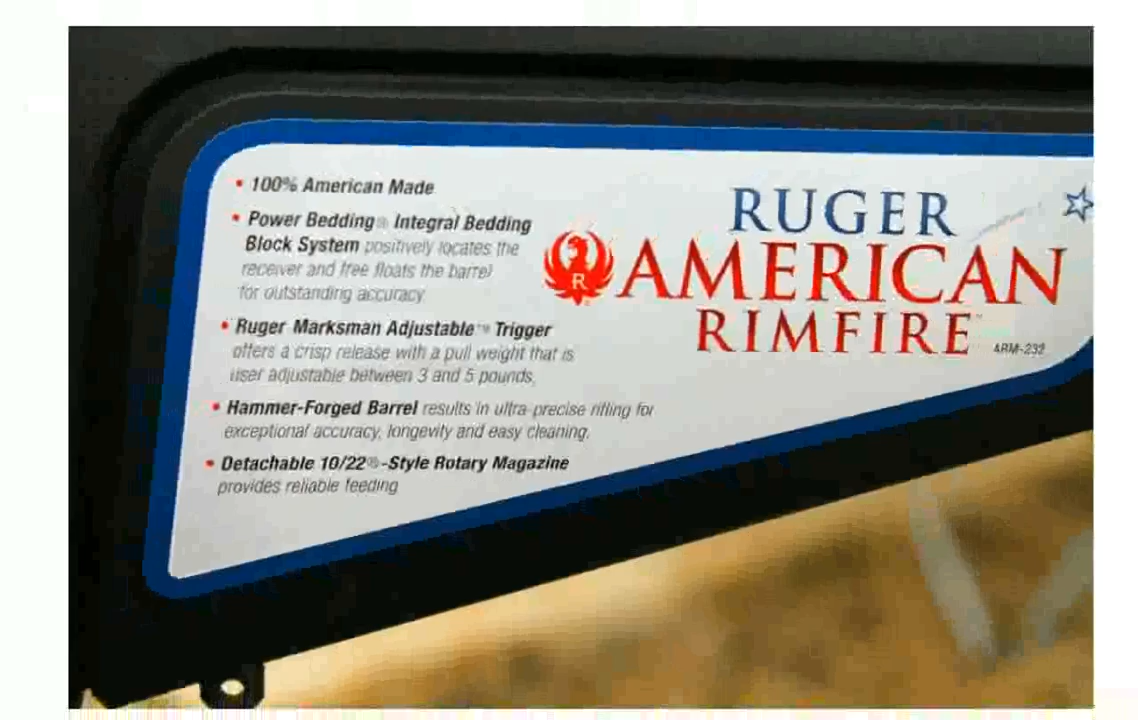 • 100% American Made
• Power Bedding® Integral Bedding
Block System positively locates the
receiver and free floats the barrel
for outstanding accuracy.
• Ruger Marksman Adjustable™ Trigger
offers a crisp release with a pull weight that is
user adjustable between 3 and 5 pounds.
• Hammer-Forged Barrel results in ultra-precise rifling for
exceptional accuracy, longevity and easy cleaning.
• Detachable 10/22®-Style Rotary Magazine
provides reliable feeding
RUGER
R
AMERICAN
RIMFIRE™
ARM-232